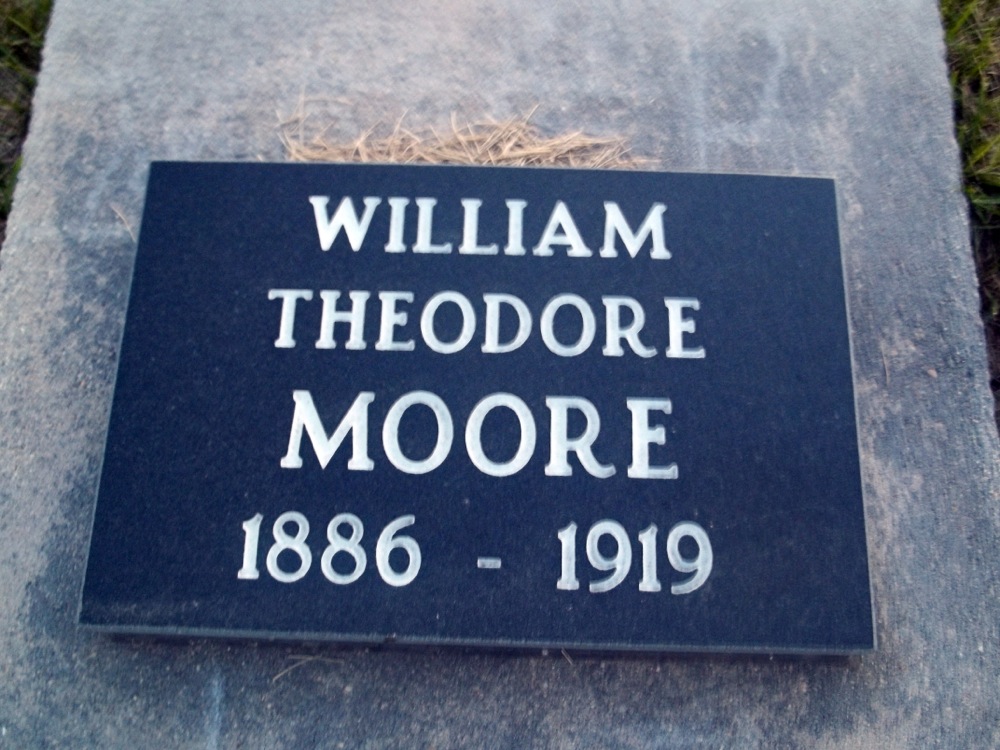 WILLIAM
THEODORE
MOORE
1886 - 1919